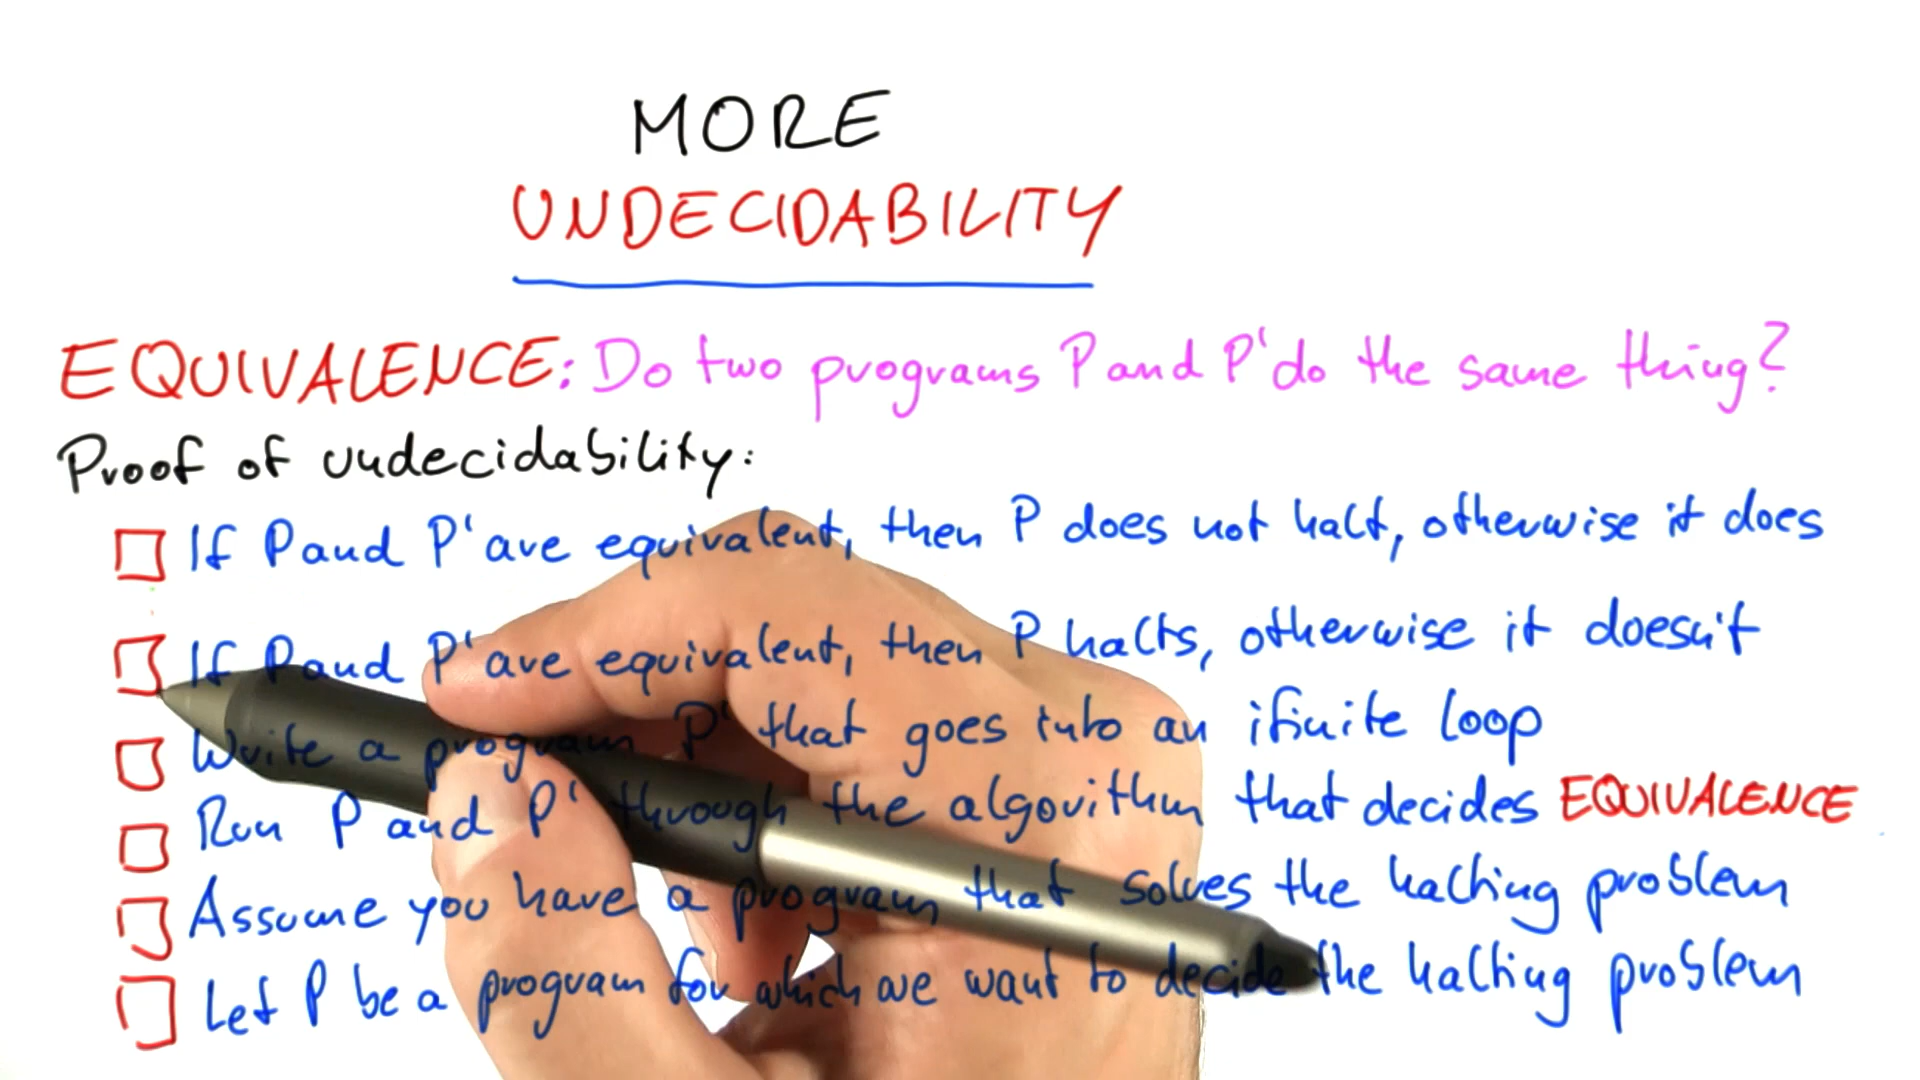 MORE
UNDECIDABILITY
EQUIVALENCE: Do two programs P and P' do the same thing?
Proof of undecidability:
If P and P' are equivalent, then P does not halt, otherwise it does
If P and P' are equivalent, then P halts, otherwise it doesn't
Write a program P' that goes into an ifinite loop
Run P and P' through the algorithm that decides EQUIVALENCE
Assume you have a program that solves the halting problem
Let P be a program for which we want to decide the halting problem